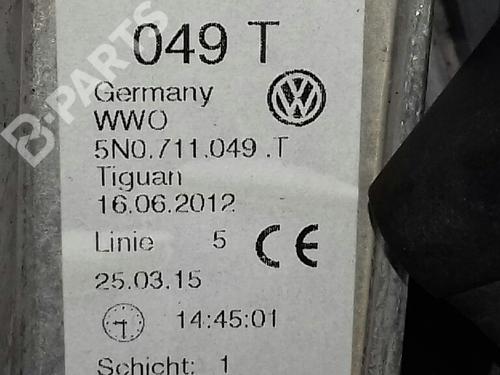 049 T
Germany
WWO
5N0.711.049 .T
Tiguan
16.06.2012
Linie 5 CE
25.03.15
14:45:01
Schicht: 1
B-PARTS